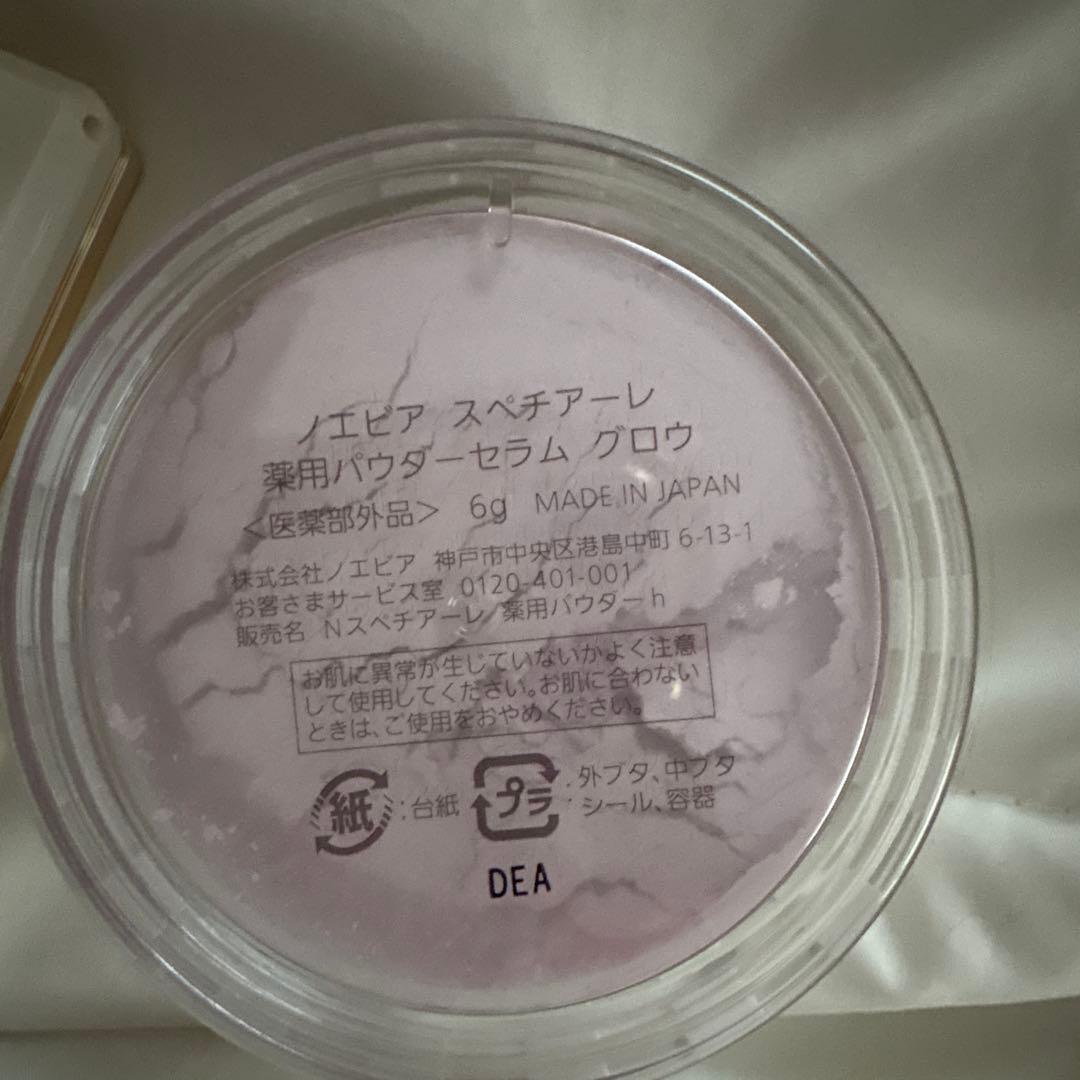 ノエビア スペチアーレ
薬用パウダーセラム グロウ
<医薬部外品> 6g MADE IN JAPAN
株式会社ノエビア 神戸市中央区港島中町 6-13-1
お客さまサービス室 0120-401-001
販売名 Nスペチアーレ 薬用パウダーh
お肌に異常が生じていないかよく注意
して使用してください。お肌に合わない
ときは、ご使用をおやめください。
紙 : 台紙 プラ : 外フタ、中フタ
シール、容器
DEA